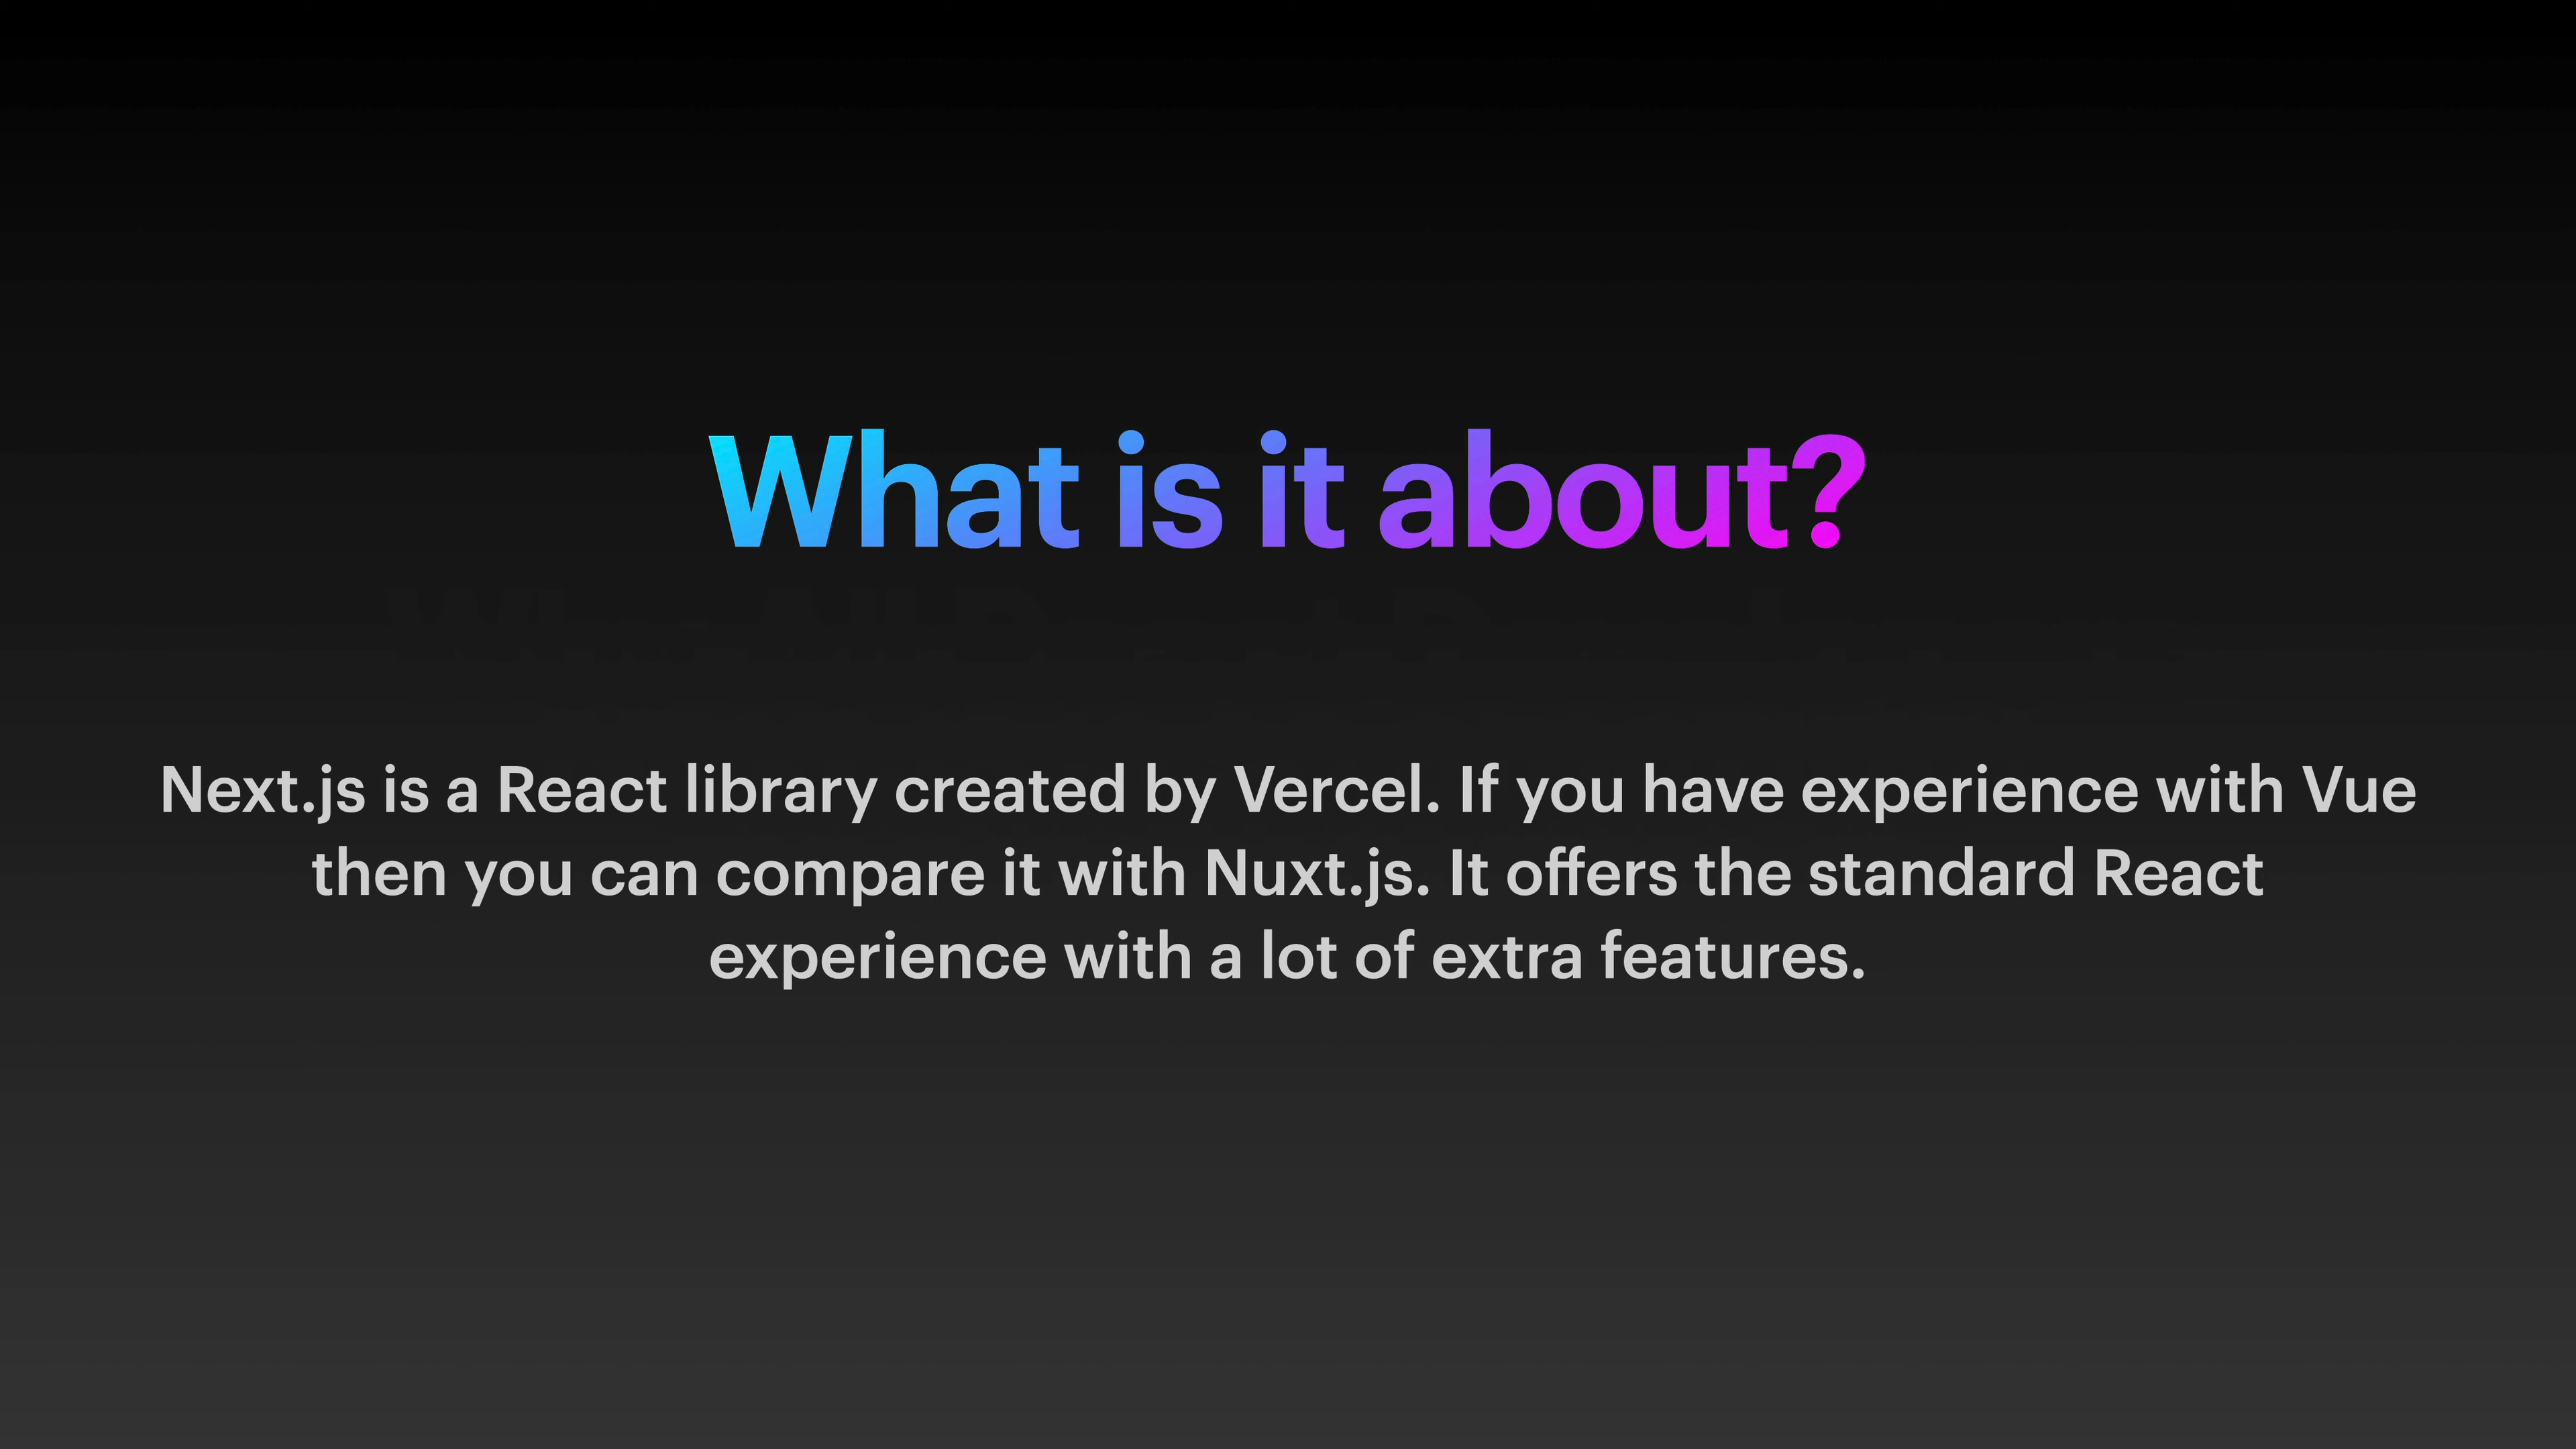 What is it about?
Next.js is a React library created by Vercel. If you have experience with Vue
then you can compare it with Nuxt.js. It offers the standard React
experience with a lot of extra features.